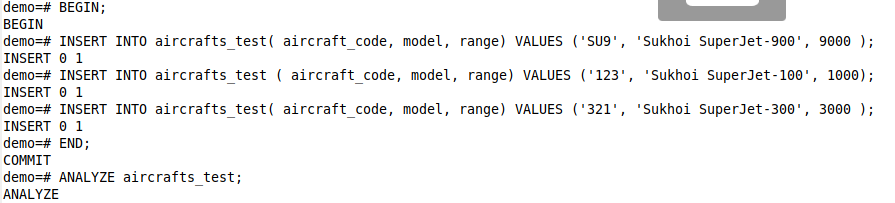 demo=# BEGIN;
BEGIN
demo=# INSERT INTO aircrafts_test( aircraft_code, model, range) VALUES ('SU9', 'Sukhoi SuperJet-900', 9000 );
INSERT 0 1
demo=# INSERT INTO aircrafts_test ( aircraft_code, model, range) VALUES ('123', 'Sukhoi SuperJet-100', 1000);
INSERT 0 1
demo=# INSERT INTO aircrafts_test( aircraft_code, model, range) VALUES ('321', 'Sukhoi SuperJet-300', 3000 );
INSERT 0 1
demo=# END;
COMMIT
demo=# ANALYZE aircrafts_test;
ANALYZE